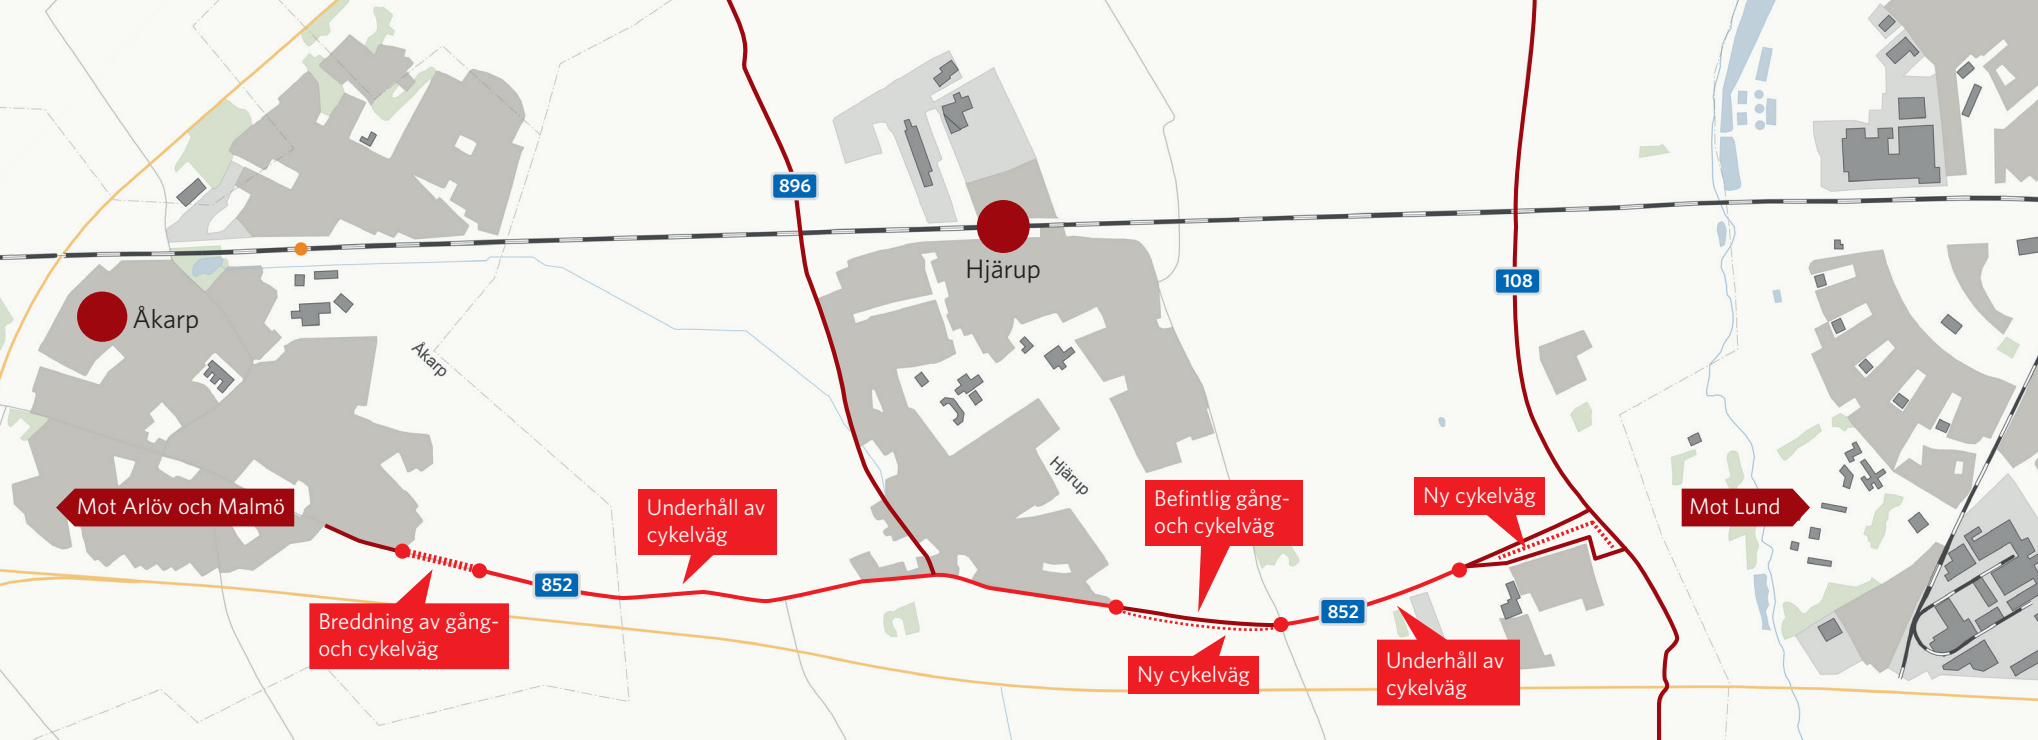 896
Hjärup
108
Åkarp
Åkarp
Hjärup
Mot Arlöv och Malmö
Underhåll av
cykelväg
Befintlig gång-
och cykelväg
Ny cykelväg
Mot Lund
852
852
Breddning av gång-
och cykelväg
Ny cykelväg
Underhåll av
cykelväg